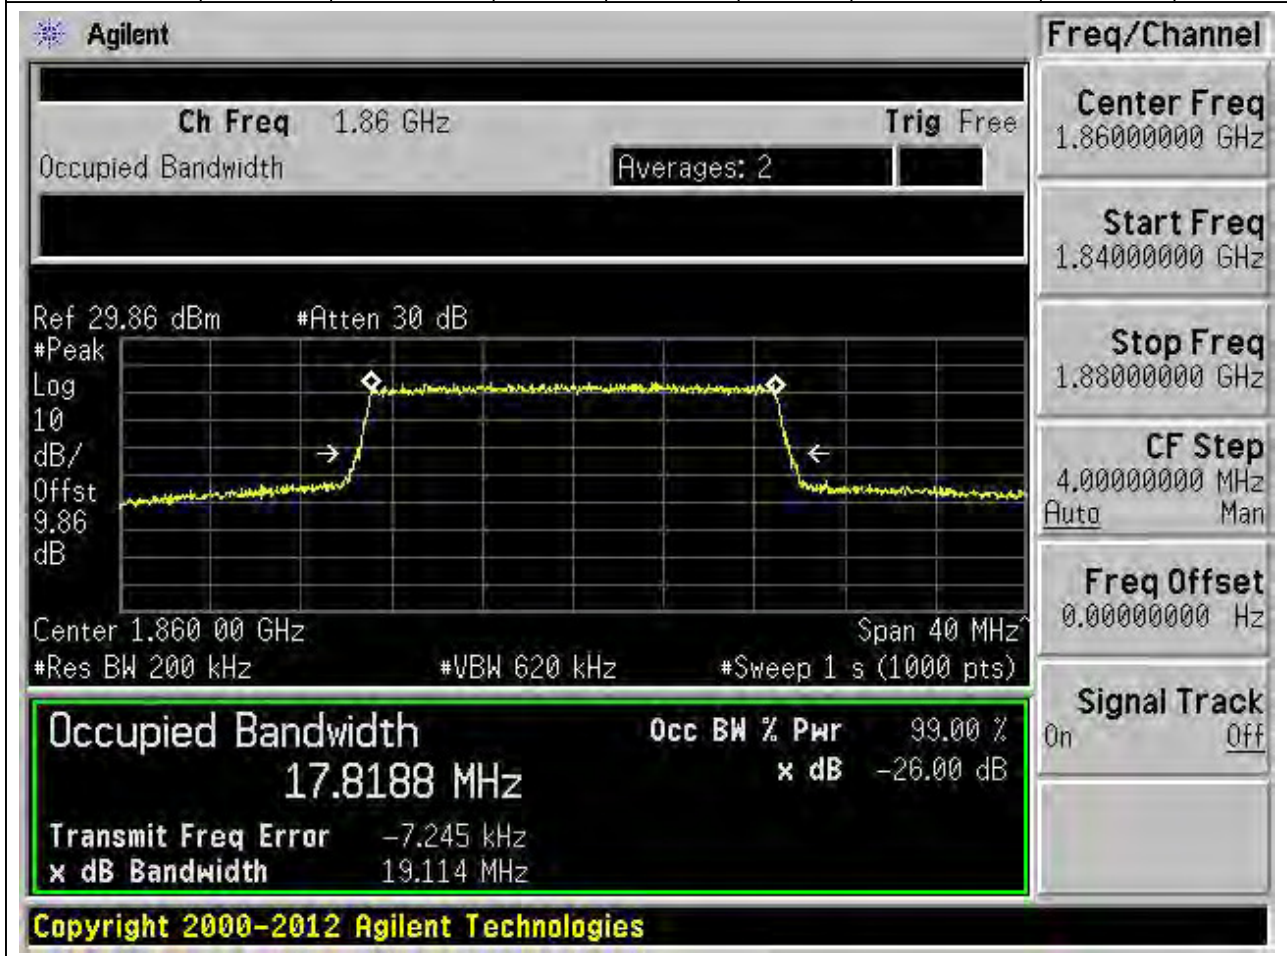 Agilent
Freq/Channel
Ch Freq 1.86 GHz Trig Free
Occupied Bandwidth Averages: 2
Center Freq
1.86000000 GHz
Start Freq
1.84000000 GHz
Stop Freq
1.88000000 GHz
CF Step
4.00000000 MHz
Auto Man
Freq Offset
0.00000000 Hz
Signal Track
On Off
Ref 29.86 dBm #Atten 30 dB
#Peak
Log
10
dB/
Offst
9.86
dB
Center 1.860 00 GHz Span 40 MHz^
#Res BW 200 kHz #VBW 620 kHz #Sweep 1 s (1000 pts)
Occupied Bandwidth Occ BW % Pwr 99.00 %
17.8188 MHz x dB -26.00 dB
Transmit Freq Error -7.245 kHz
x dB Bandwidth 19.114 MHz
Copyright 2000-2012 Agilent Technologies